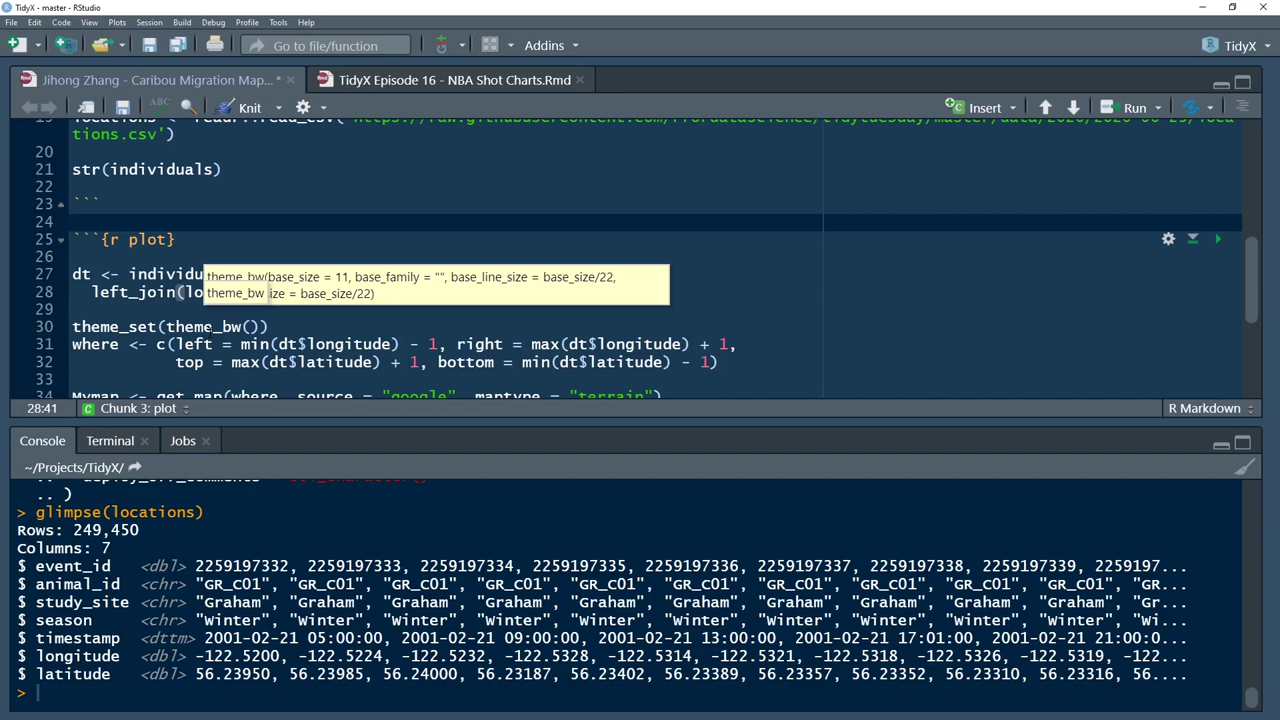 TidyX - master - RStudio
File Edit Code View Plots Session Build Debug Profile Tools Help
Go to file/function Addins TidyX
Jihong Zhang - Caribou Migration Map...* TidyX Episode 16 - NBA Shot Charts.Rmd
ABC Knit Insert Run
tions.csv')
20
21 str(individuals)
22
23 ```
24
25 ```{r plot}
26
27 dt <- individu
theme_bw(base_size = 11, base_family = "", base_line_size = base_size/22,
28 left_join(lo
theme_bw ize = base_size/22)
29
30 theme_set(theme_bw())
31 where <- c(left = min(dt$longitude) - 1, right = max(dt$longitude) + 1,
32 top = max(dt$latitude) + 1, bottom = min(dt$latitude) - 1)
33
34 Mymap <- get_map(where, source = "google", maptype = "terrain")
28:41 Chunk 3: plot R Markdown
Console Terminal Jobs
~/Projects/TidyX/
.. )
> glimpse(locations)
Rows: 249,450
Columns: 7
$ event_id <dbl> 2259197332, 2259197333, 2259197334, 2259197335, 2259197336, 2259197337, 2259197338, 2259197339, 2259197...
$ animal_id <chr> "GR_C01", "GR_C01", "GR_C01", "GR_C01", "GR_C01", "GR_C01", "GR_C01", "GR_C01", "GR_C01", "GR_C01", "GR...
$ study_site <chr> "Graham", "Graham", "Graham", "Graham", "Graham", "Graham", "Graham", "Graham", "Graham", "Graham", "Gr...
$ season <chr> "Winter", "Winter", "Winter", "Winter", "Winter", "Winter", "Winter", "Winter", "Winter", "Winter", "Wi...
$ timestamp <dttm> 2001-02-21 05:00:00, 2001-02-21 09:00:00, 2001-02-21 13:00:00, 2001-02-21 17:01:00, 2001-02-21 21:00:0...
$ longitude <dbl> -122.5200, -122.5224, -122.5232, -122.5328, -122.5314, -122.5321, -122.5318, -122.5326, -122.5319, -122...
$ latitude <dbl> 56.23950, 56.23985, 56.24000, 56.23187, 56.23402, 56.23389, 56.23357, 56.23352, 56.23310, 56.23316, 56....
>